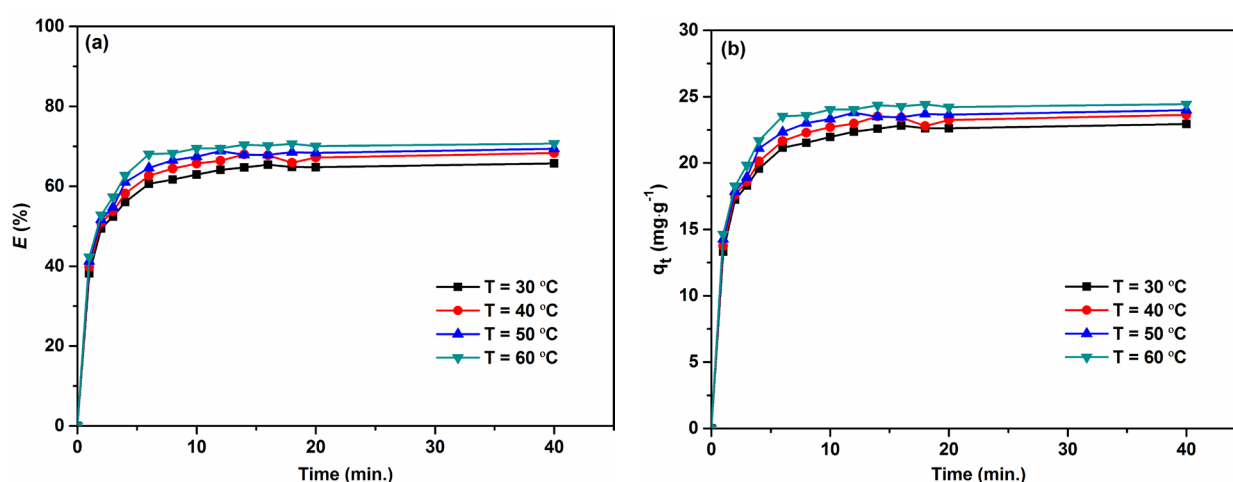 (a)
100
80
60
40
20
0
E (%)
0 10 20 30 40
Time (min.)
T = 30 °C
T = 40 °C
T = 50 °C
T = 60 °C
(b)
30
25
20
15
10
5
0
qt (mg·g-1)
0 10 20 30 40
Time (min.)
T = 30 °C
T = 40 °C
T = 50 °C
T = 60 °C